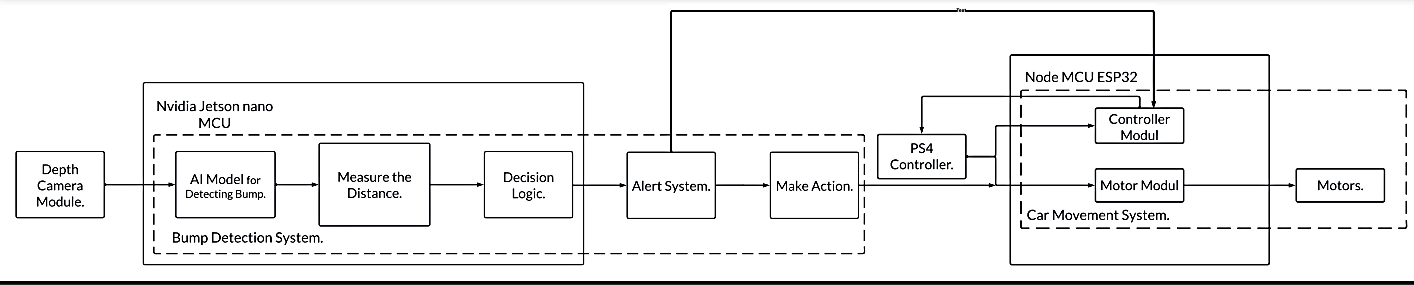 Node MCU ESP32
Nvidia Jetson nano
MCU
Controller
Modul
PS4
Controller.
Depth
Camera
Module.
AI Model for
Detecting Bump.
Measure the
Distance.
Decision
Logic.
Alert System.
Make Action.
Motor Modul
Motors.
Car Movement System.
Bump Detection System.